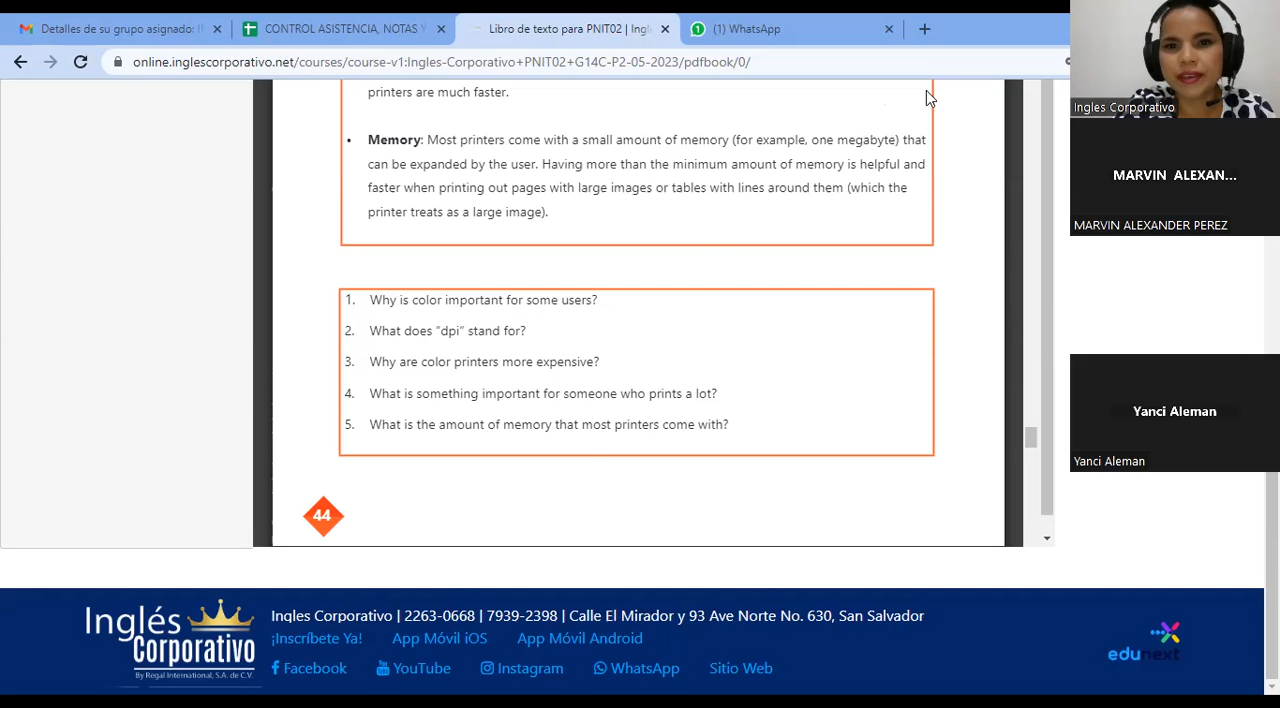 Detalles de su grupo asignado: I
CONTROL ASISTENCIA, NOTAS Y
Libro de texto para PNIT02 | Ingl
(1) WhatsApp
online.inglescorporativo.net/courses/course-v1:Ingles-Corporativo+PNIT02+G14C-P2-05-2023/pdfbook/0/
printers are much faster.
• Memory: Most printers come with a small amount of memory (for example, one megabyte) that
can be expanded by the user. Having more than the minimum amount of memory is helpful and
faster when printing out pages with large images or tables with lines around them (which the
printer treats as a large image).
1. Why is color important for some users?
2. What does “dpi” stand for?
3. Why are color printers more expensive?
4. What is something important for someone who prints a lot?
5. What is the amount of memory that most printers come with?
44
Ingles Corporativo
MARVIN ALEXAN...
MARVIN ALEXANDER PEREZ
Yanci Aleman
Yanci Aleman
Inglés
Corporativo
By Regal International, S.A. de C.V.
Ingles Corporativo | 2263-0668 | 7939-2398 | Calle El Mirador y 93 Ave Norte No. 630, San Salvador
¡Inscríbete Ya! App Móvil iOS App Móvil Android
Facebook YouTube Instagram WhatsApp Sitio Web
edunext